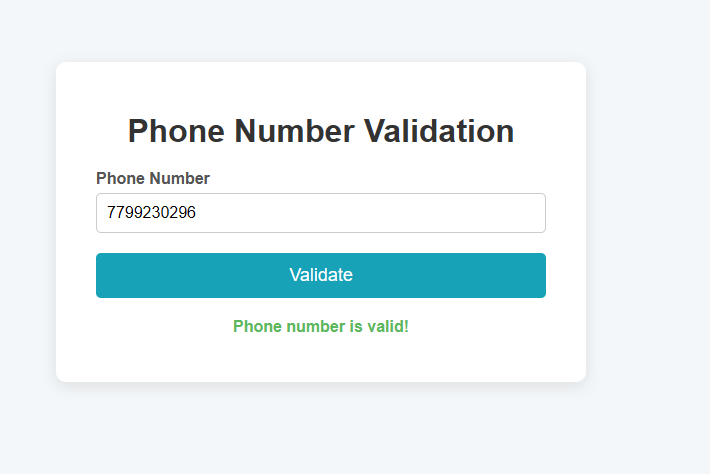 Phone Number Validation
Phone Number
7799230296
Validate
Phone number is valid!